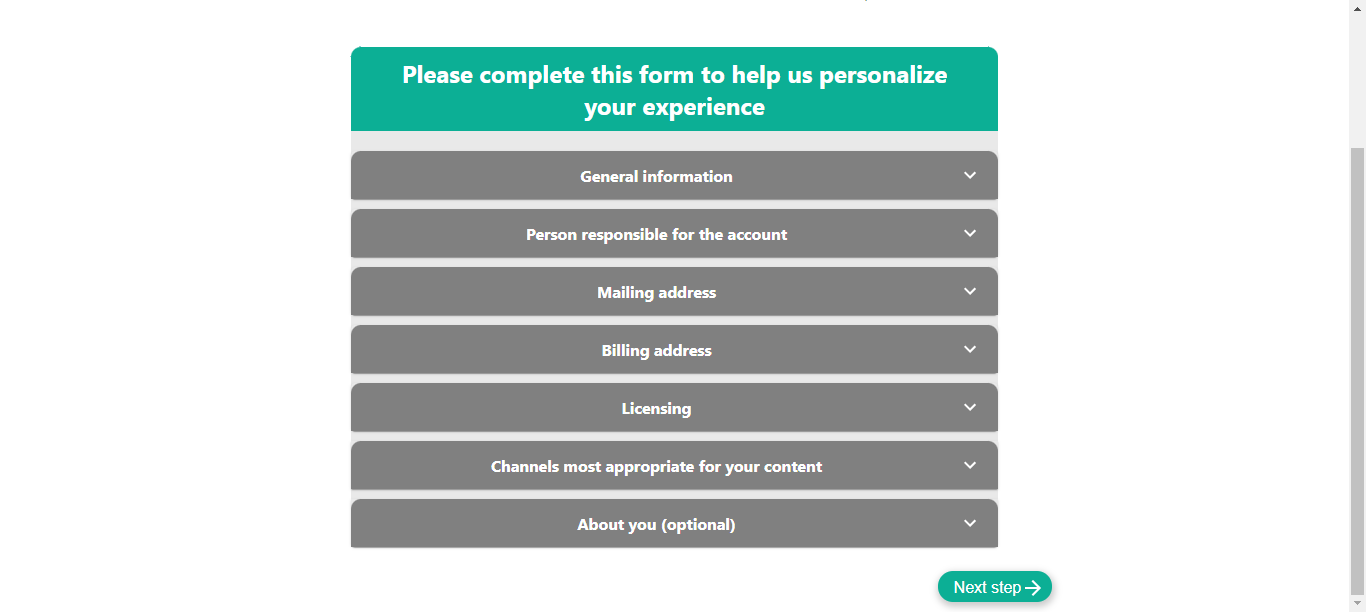 Please complete this form to help us personalize
your experience
General information
Person responsible for the account
Mailing address
Billing address
Licensing
Channels most appropriate for your content
About you (optional)
Next step